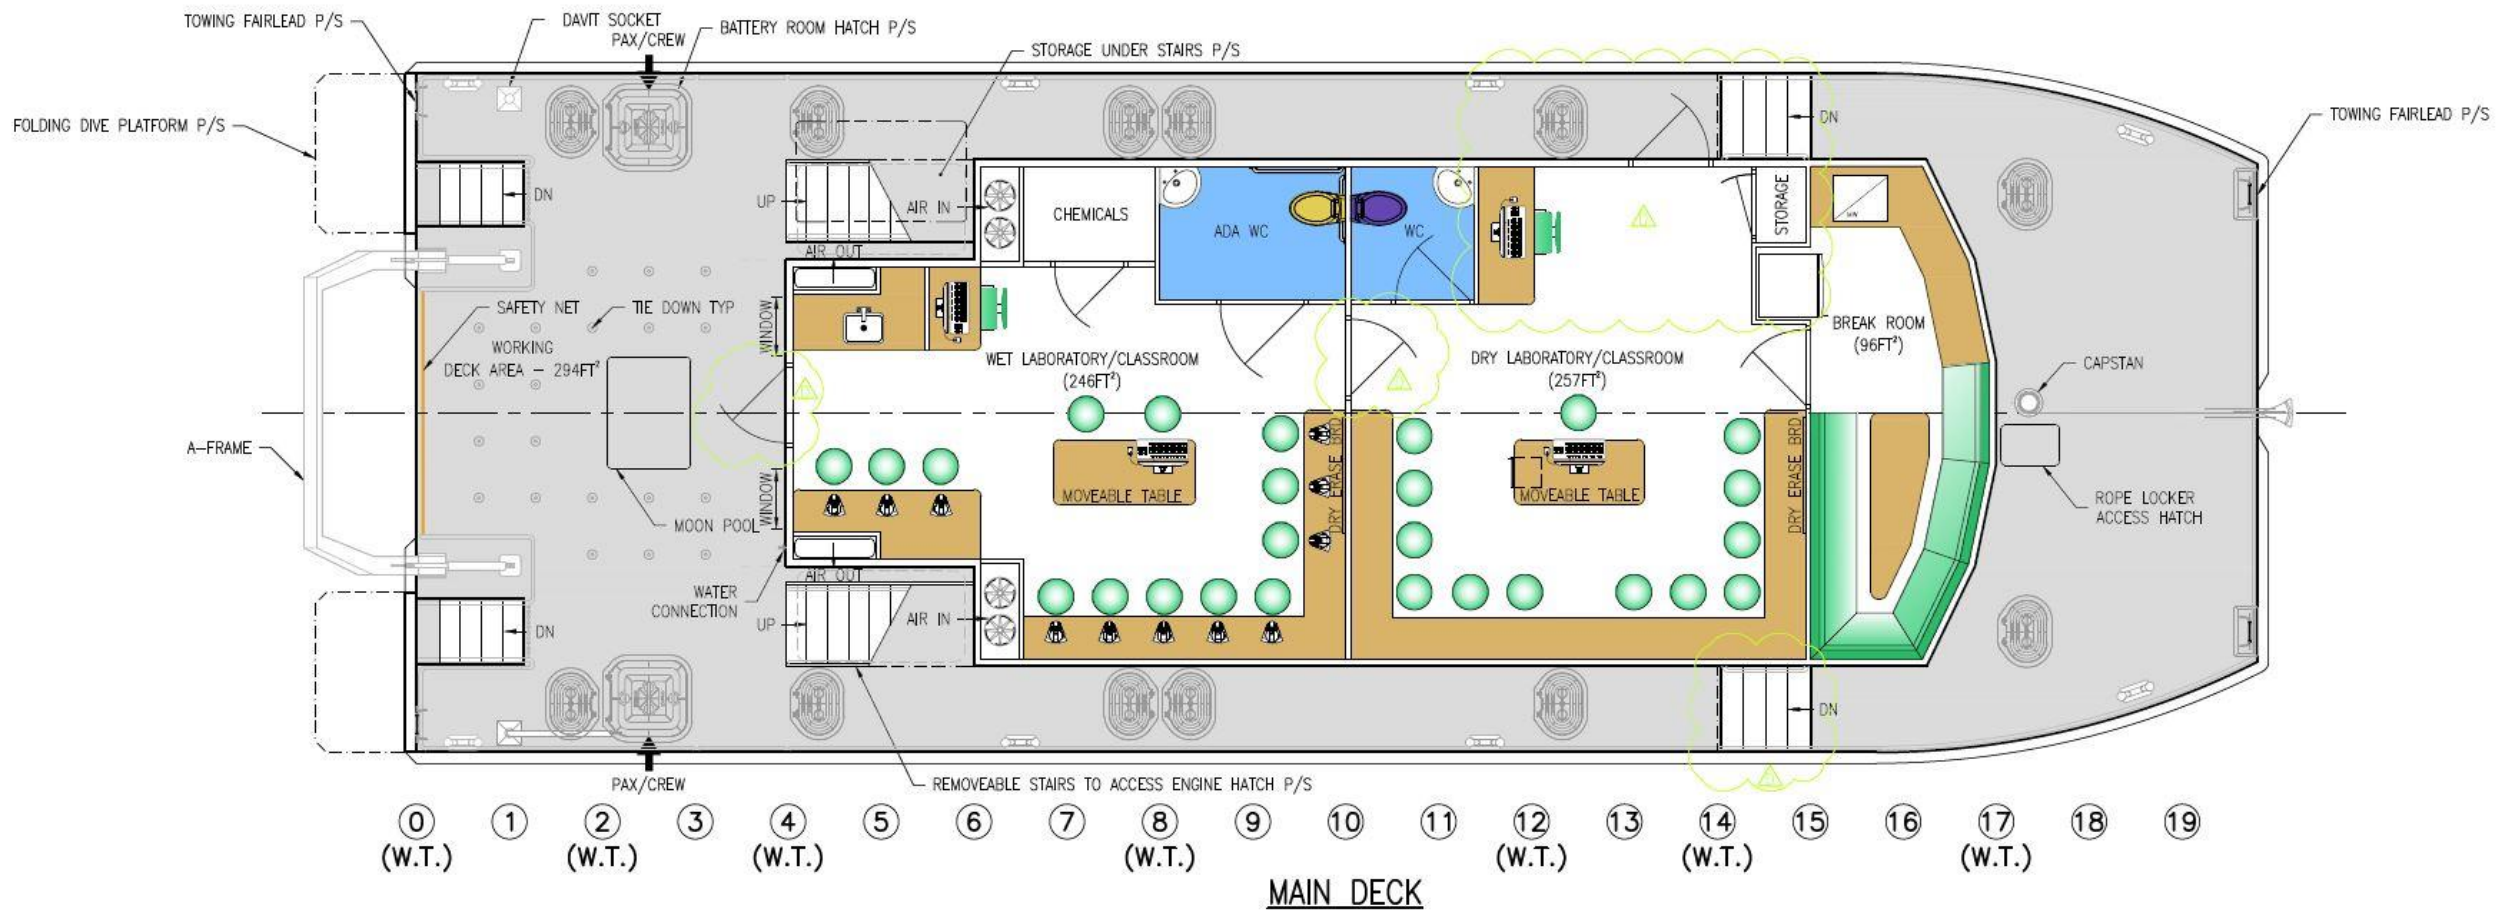 TOWING FAIRLEAD P/S
DAVIT SOCKET
PAX/CREW
BATTERY ROOM HATCH P/S
STORAGE UNDER STAIRS P/S
FOLDING DIVE PLATFORM P/S
TOWING FAIRLEAD P/S
DN
DN
UP
AIR IN
AIR OUT
CHEMICALS
ADA WC
WC
STORAGE
MW
SAFETY NET
TIE DOWN TYP
WORKING
DECK AREA – 294FT²
WINDOW
WET LABORATORY/CLASSROOM
(246FT²)
DRY LABORATORY/CLASSROOM
(257FT²)
BREAK ROOM
(96FT²)
CAPSTAN
A–FRAME
MOON POOL
WINDOW
MOVEABLE TABLE
DRY ERASE BRD
MOVEABLE TABLE
DRY ERASE BRD
ROPE LOCKER
ACCESS HATCH
WATER
CONNECTION
AIR OUT
UP
AIR IN
DN
DN
PAX/CREW
REMOVEABLE STAIRS TO ACCESS ENGINE HATCH P/S
0 1 2 3 4 5 6 7 8 9 10 11 12 13 14 15 16 17 18 19
(W.T.) (W.T.) (W.T.) (W.T.) (W.T.) (W.T.) (W.T.)
MAIN DECK